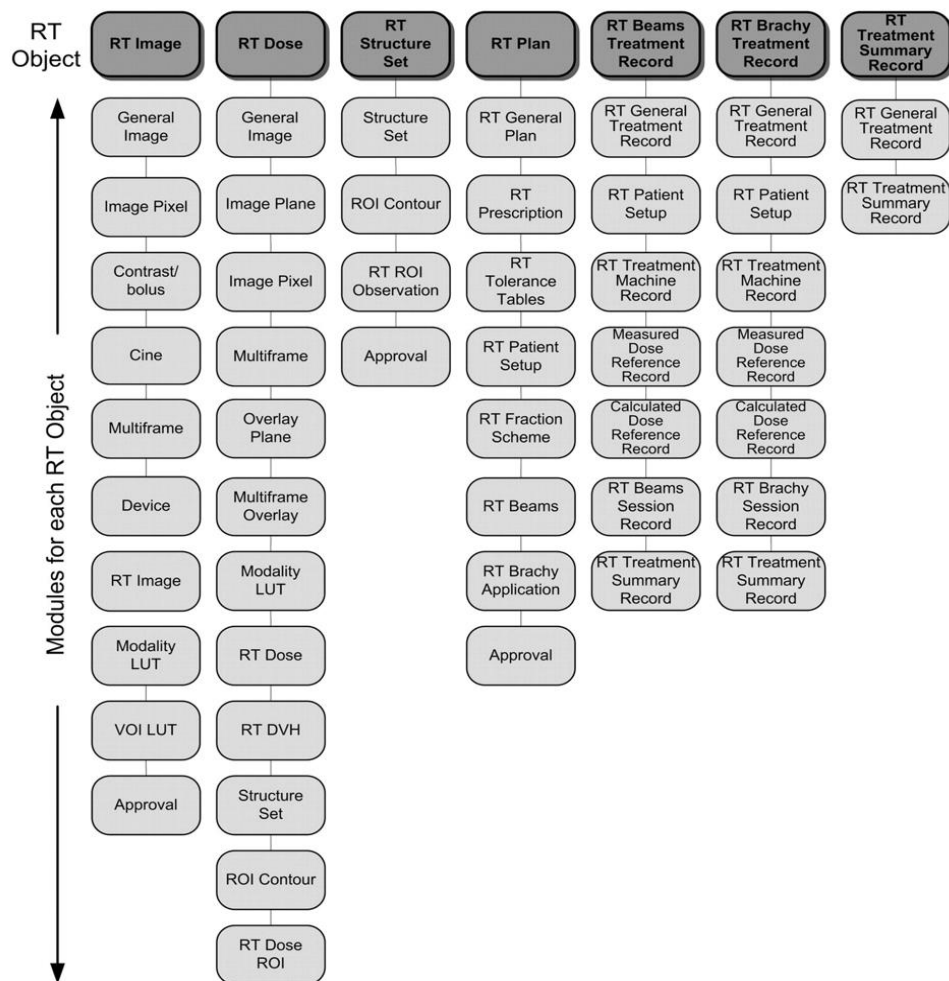 RT
Object
RT Image
RT Dose
RT
Structure
Set
RT Plan
RT Beams
Treatment
Record
RT Brachy
Treatment
Record
RT
Treatment
Summary
Record
Modules for each RT Object
General
Image
Image Pixel
Contrast/
bolus
Cine
Multiframe
Device
RT Image
Modality
LUT
VOI LUT
Approval
General
Image
Image Plane
Image Pixel
Multiframe
Overlay
Plane
Multiframe
Overlay
Modality
LUT
RT Dose
RT DVH
Structure
Set
ROI Contour
RT Dose
ROI
Structure
Set
ROI Contour
RT ROI
Observation
Approval
RT General
Plan
RT
Prescription
RT
Tolerance
Tables
RT Patient
Setup
RT Fraction
Scheme
RT Beams
RT Brachy
Application
Approval
RT General
Treatment
Record
RT Patient
Setup
RT Treatment
Machine
Record
Measured
Dose
Reference
Record
Calculated
Dose
Reference
Record
RT Beams
Session
Record
RT Treatment
Summary
Record
RT General
Treatment
Record
RT Patient
Setup
RT Treatment
Machine
Record
Measured
Dose
Reference
Record
Calculated
Dose
Reference
Record
RT Brachy
Session
Record
RT Treatment
Summary
Record
RT General
Treatment
Record
RT Treatment
Summary
Record